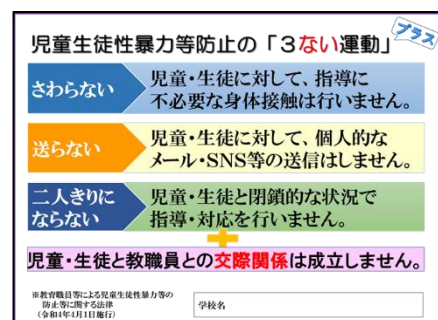 児童生徒性暴力等防止の「３ない運動」
プラス
さわらない
児童・生徒に対して、指導に
不必要な身体接触は行いません。
送らない
児童・生徒に対して、個人的な
メール・SNS等の送信はしません。
二人きりに
ならない
児童・生徒と閉鎖的な状況で
指導・対応を行いません。
児童・生徒と教職員との交際関係は成立しません。
※教育職員等による児童生徒性暴力等の
防止等に関する法律
（令和4年4月1日施行）
学校名